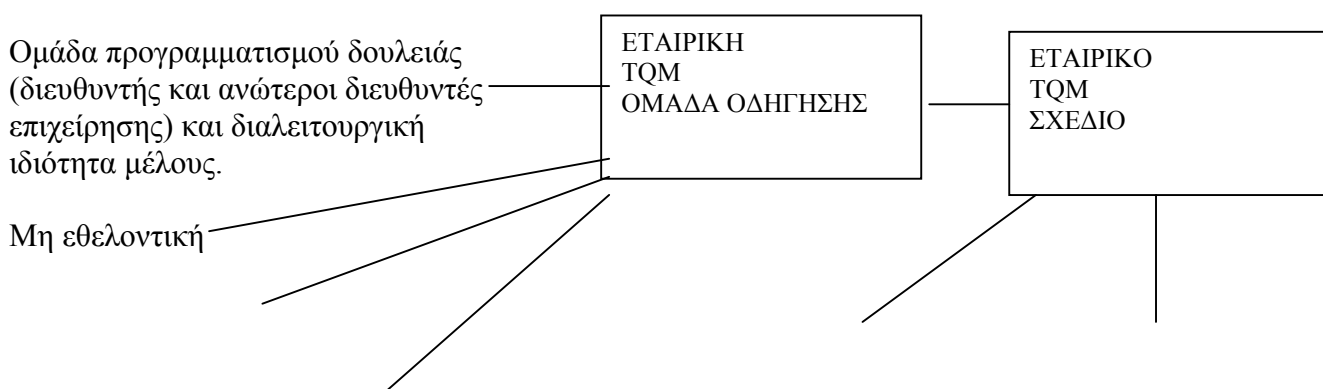 Ομάδα προγραμματισμού δουλειάς
(διευθυντής και ανώτεροι διευθυντές
επιχείρησης) και διαλειτουργική
ιδιότητα μέλους.
Μη εθελοντική
ΕΤΑΙΡΙΚΗ
TQM
ΟΜΑΔΑ ΟΔΗΓΗΣΗΣ
ΕΤΑΙΡΙΚΟ
TQM
ΣΧΕΔΙΟ